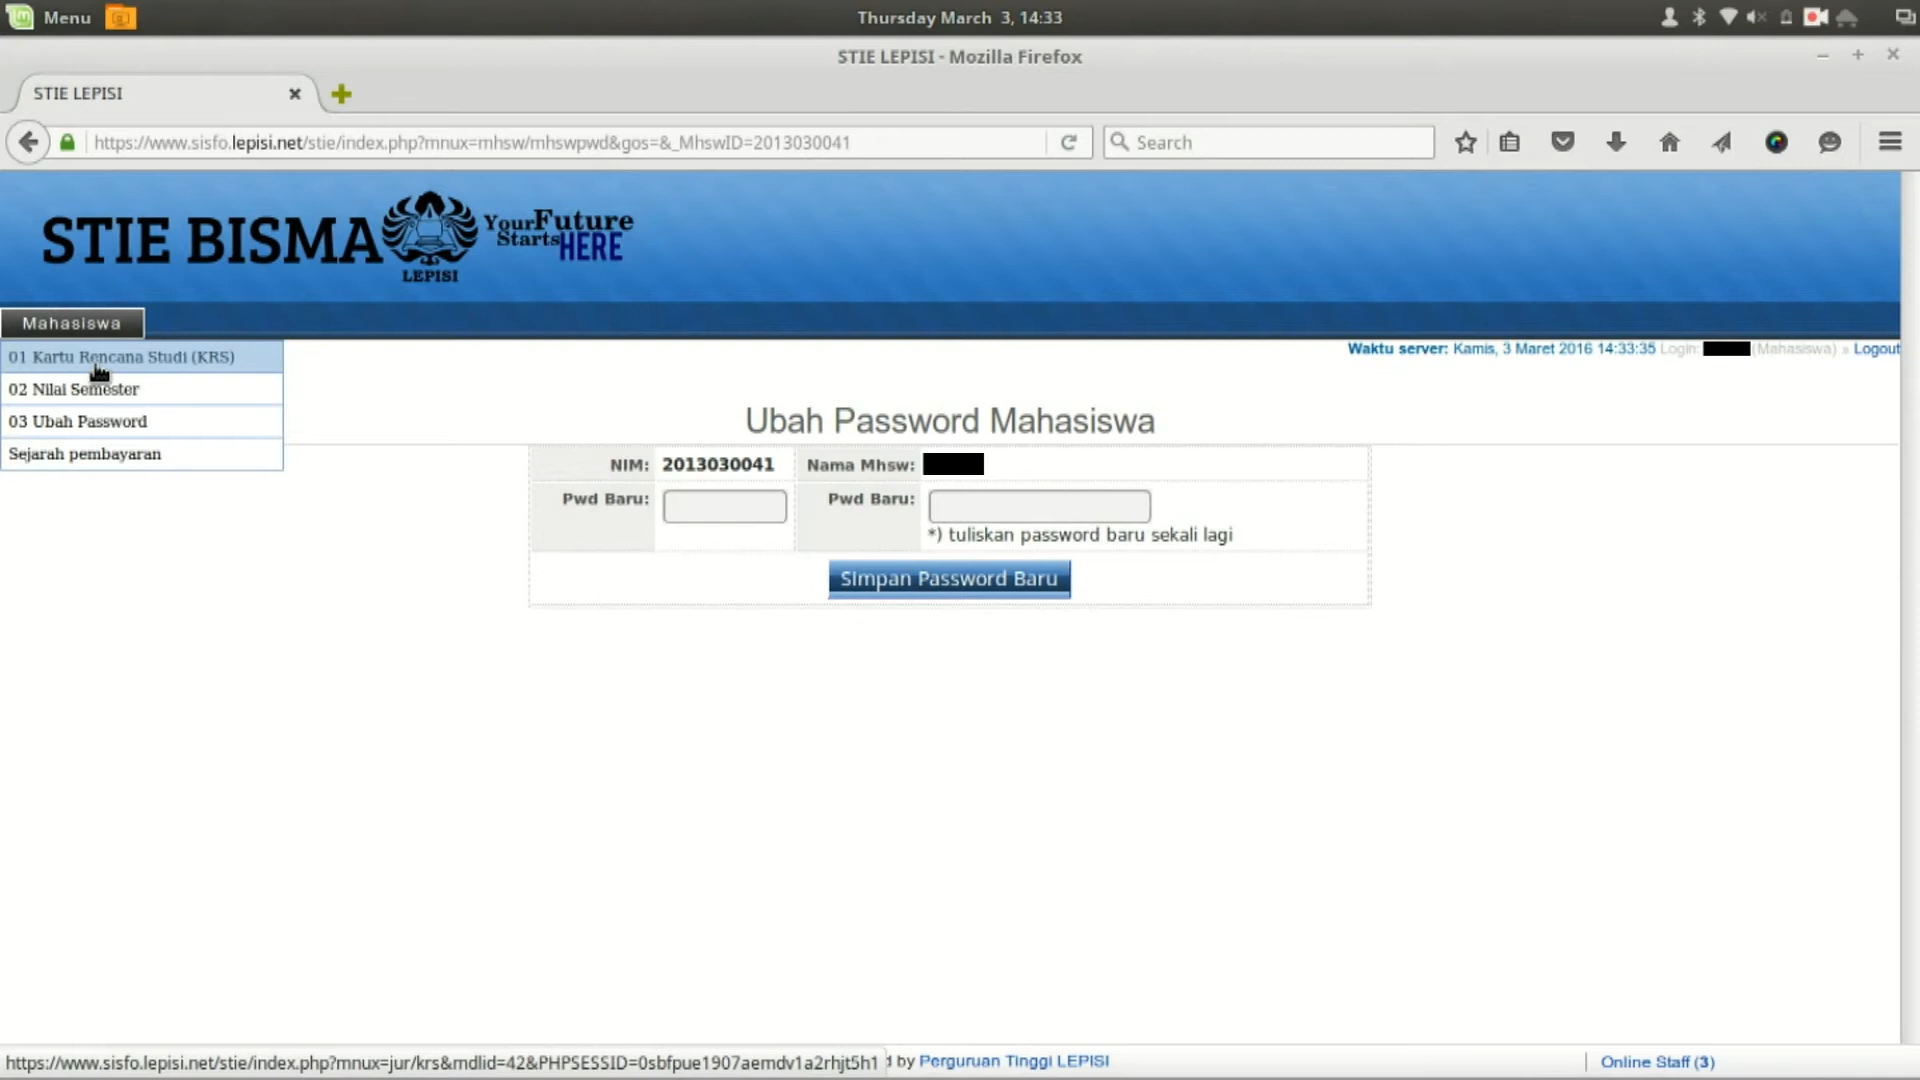 Menu
Thursday March 3, 14:33
STIE LEPISI - Mozilla Firefox
STIE LEPISI
https://www.sisfo.lepisi.net/stie/index.php?mnux=mhsw/mhswpwd&gos=&_MhswID=2013030041
Search
STIE BISMA
LEPISI
Your Future
Starts HERE
Mahasiswa
01 Kartu Rencana Studi (KRS)
02 Nilai Semester
03 Ubah Password
Sejarah pembayaran
Waktu server: Kamis, 3 Maret 2016 14:33:35 Login: (Mahasiswa) » Logout
Ubah Password Mahasiswa
NIM: 2013030041 Nama Mhsw:
Pwd Baru: Pwd Baru:
*) tuliskan password baru sekali lagi
Simpan Password Baru
https://www.sisfo.lepisi.net/stie/index.php?mnux=jur/krs&mdlid=42&PHPSESSID=0sbfpue1907aemdv1a2rhjt5h1 by Perguruan Tinggi LEPISI
Online Staff (3)